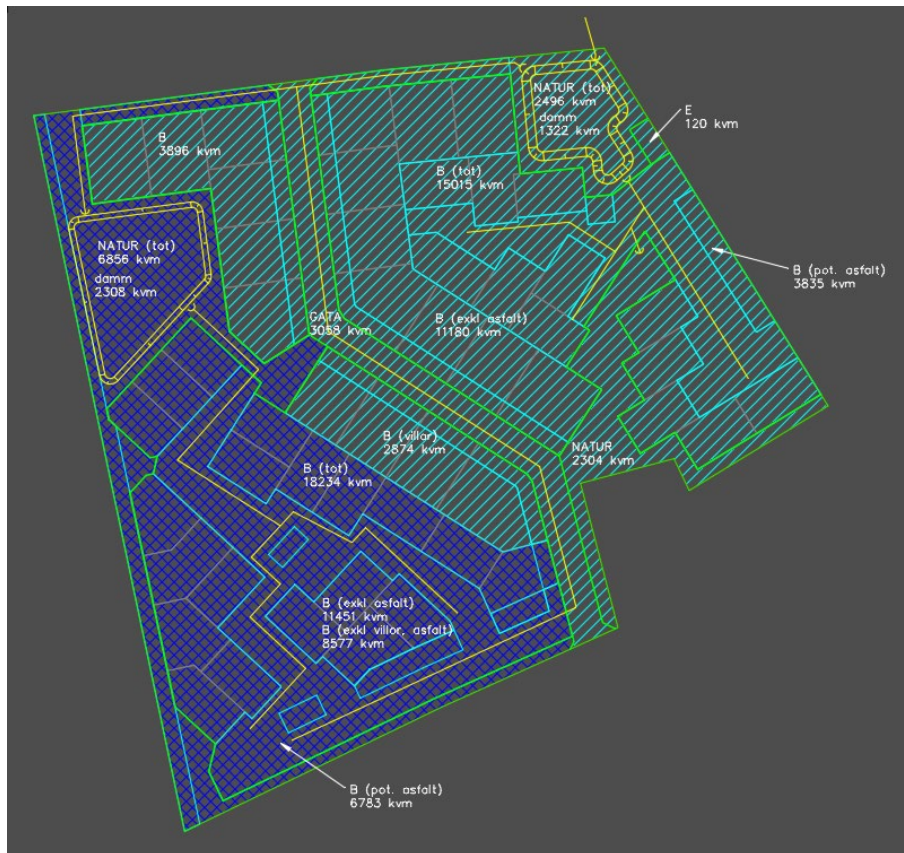 NATUR (tot)
2496 kvm
damm
1322 kvm
E
120 kvm
B
3896 kvm
B (tot)
15015 kvm
NATUR (tot)
6856 kvm
damm
2308 kvm
B (pot. asfalt)
3835 kvm
GATA
3058 kvm
B (exkl asfalt)
11180 kvm
B (villar)
2874 kvm
NATUR
2304 kvm
B (tot)
18234 kvm
B (exkl asfalt)
11451 kvm
B (exkl villor, asfalt)
8577 kvm
B (pot. asfalt)
6783 kvm